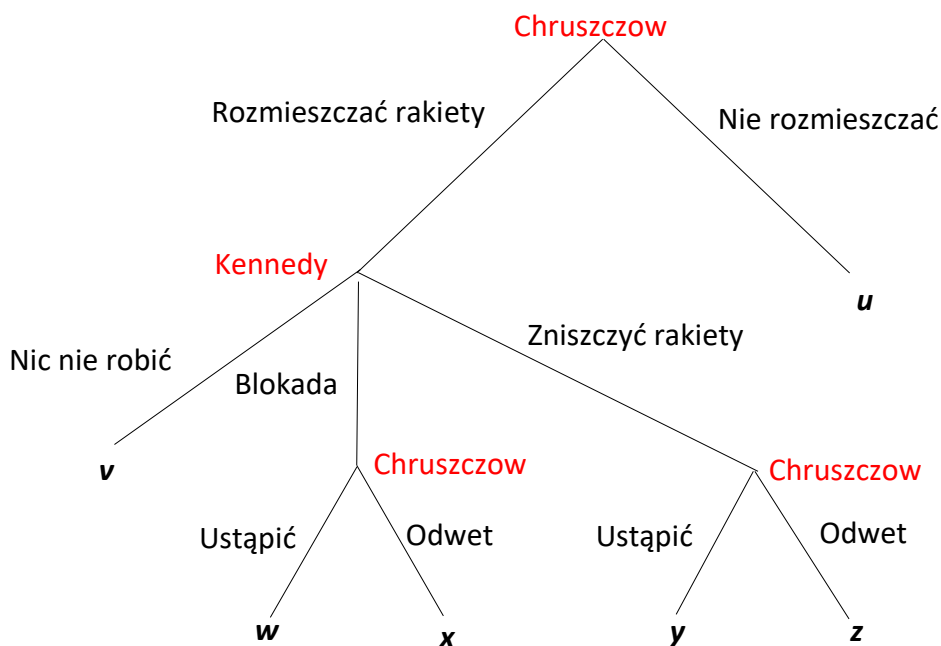 Chruszczow
Rozmieszczać rakiety
Nie rozmieszczać
Kennedy
u
Nic nie robić
Blokada
Zniszczyć rakiety
v
Chruszczow
Chruszczow
Ustąpić
Odwet
Ustąpić
Odwet
w
x
y
z